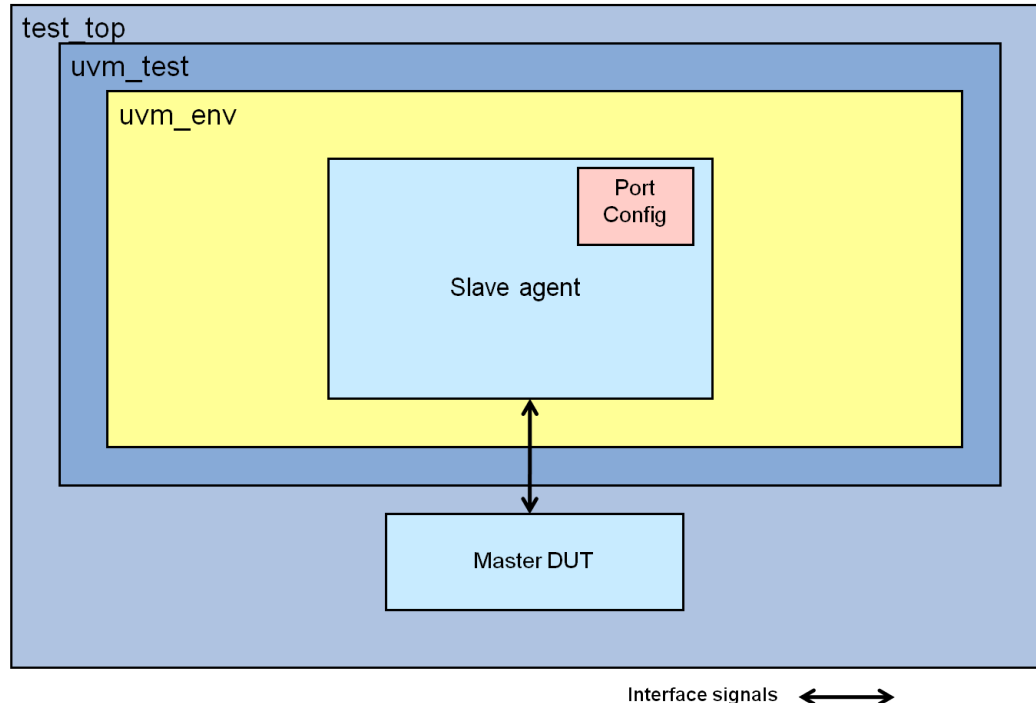 test_top
uvm_test
uvm_env
Port
Config
Slave agent
Master DUT
Interface signals